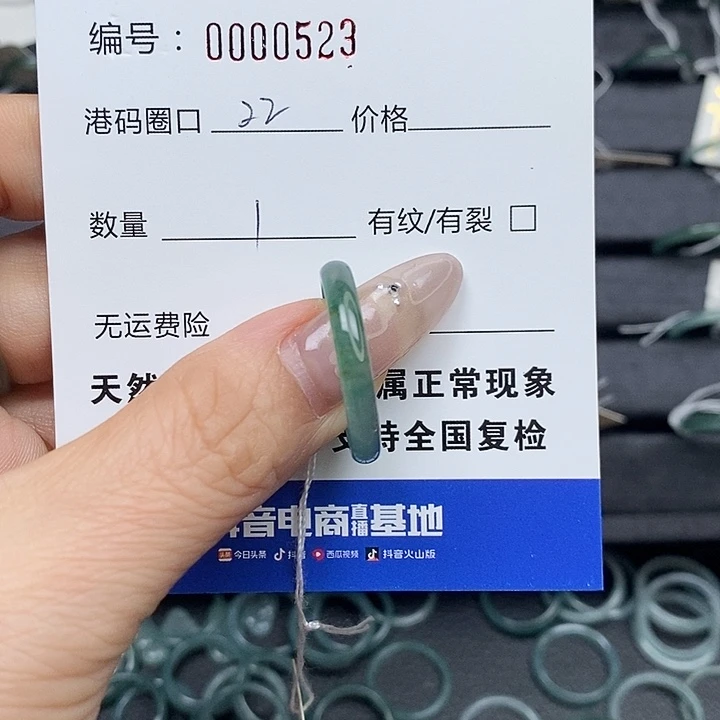 编号：0000523
港码圈口 22 价格
数量 1 有纹/有裂 □
无运费险
天然 属正常现象
支持全国复检
抖音电商直播基地
今日头条 抖音 西瓜视频 抖音火山版